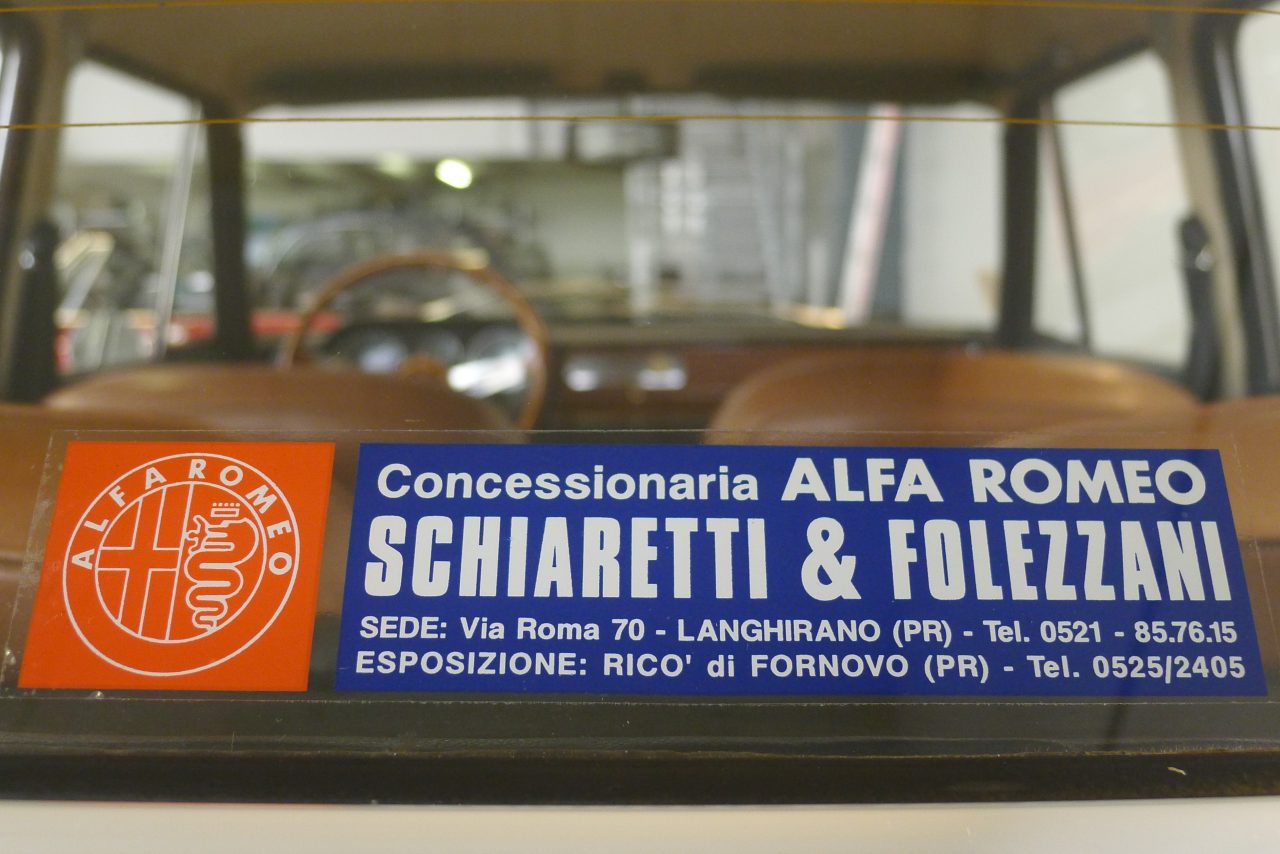 ALFA ROMEO
Concessionaria ALFA ROMEO
SCHIARETTI & FOLEZZANI
SEDE: Via Roma 70 - LANGHIRANO (PR) - Tel. 0521 - 85.76.15
ESPOSIZIONE: RICO' di FORNOVO (PR) - Tel. 0525/2405